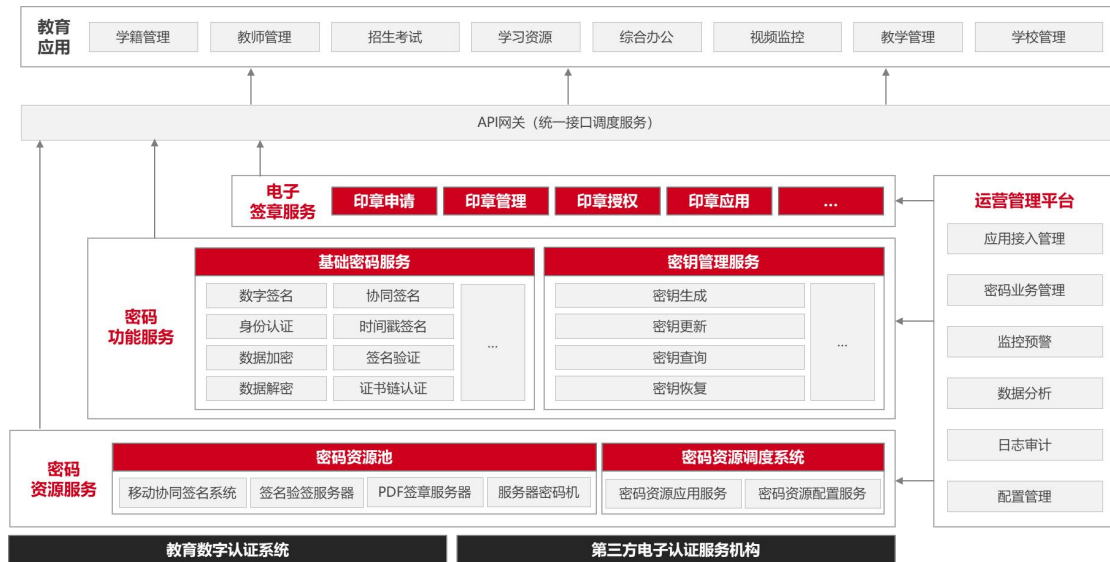 教育
应用
学籍管理
教师管理
招生考试
学习资源
综合办公
视频监控
教学管理
学校管理
API网关（统一接口调度服务）
电子
签章服务
印章申请
印章管理
印章授权
印章应用
...
密码
功能服务
基础密码服务
数字签名
协同签名
身份认证
时间戳签名
数据加密
签名验证
数据解密
证书链认证
...
密钥管理服务
密钥生成
密钥更新
密钥查询
密钥恢复
...
密码
资源服务
密码资源池
移动协同签名系统
签名验签服务器
PDF签章服务器
服务器密码机
密码资源调度系统
密码资源应用服务
密码资源配置服务
运营管理平台
应用接入管理
密码业务管理
监控预警
数据分析
日志审计
配置管理
教育数字认证系统
第三方电子认证服务机构